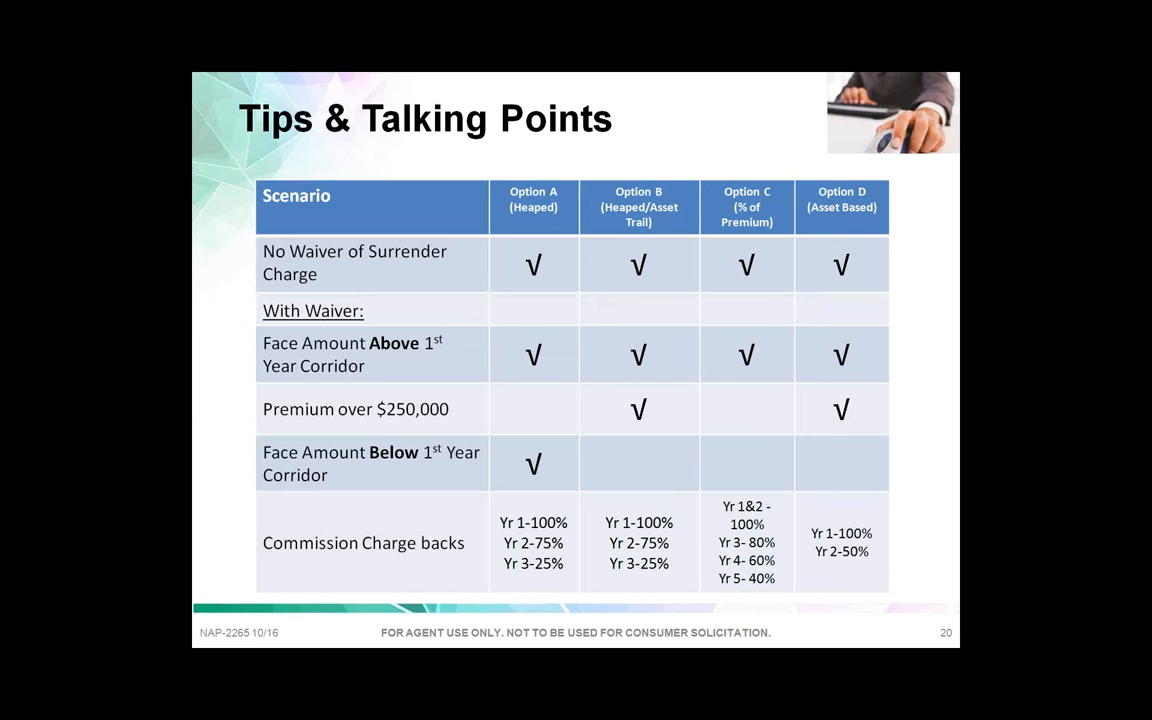 Tips & Talking Points
Scenario
Option A
(Heaped)
Option B
(Heaped/Asset
Trail)
Option C
(% of
Premium)
Option D
(Asset Based)
No Waiver of Surrender
Charge
√ √ √ √
With Waiver:
Face Amount Above 1st
Year Corridor
√ √ √ √
Premium over $250,000
√ √
Face Amount Below 1st Year
Corridor
√
Commission Charge backs
Yr 1-100%
Yr 2-75%
Yr 3-25%
Yr 1-100%
Yr 2-75%
Yr 3-25%
Yr 1&2 -
100%
Yr 3- 80%
Yr 4- 60%
Yr 5- 40%
Yr 1-100%
Yr 2-50%
NAP-2265 10/16
FOR AGENT USE ONLY. NOT TO BE USED FOR CONSUMER SOLICITATION.
20